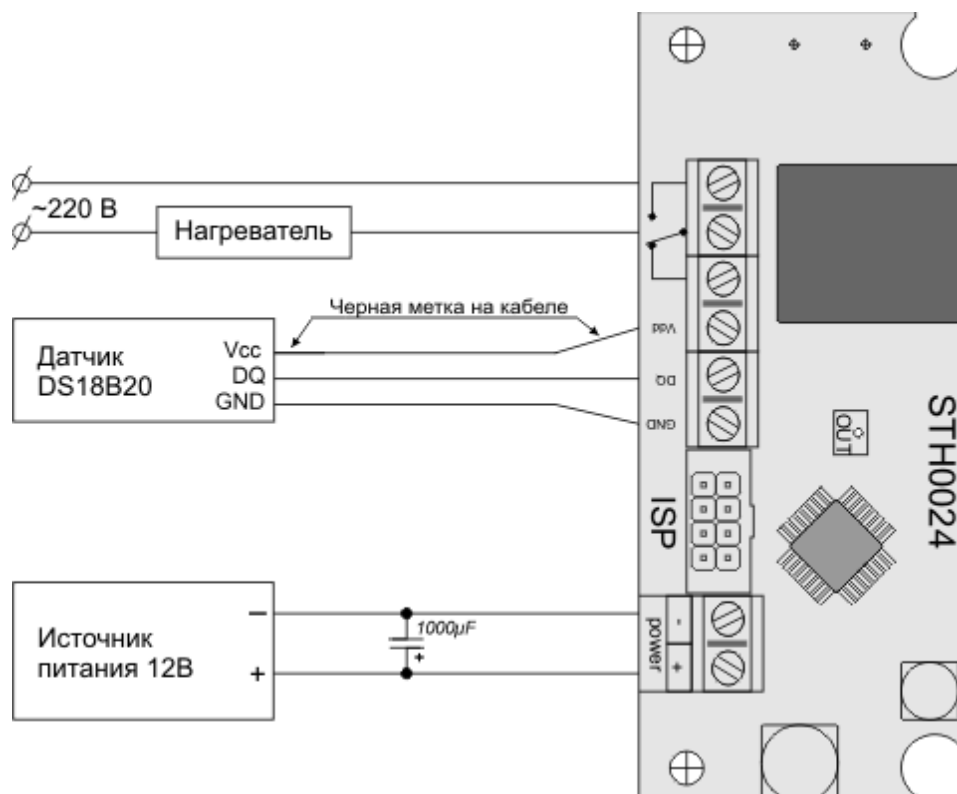 ~220 В
Нагреватель
Черная метка на кабеле
Vdd
Датчик
DS18B20
Vcc
DQ
GND
DQ
GND
OUT
STH0024
ISP
Источник
питания 12В
–
+
1000µF
+
power
-
+